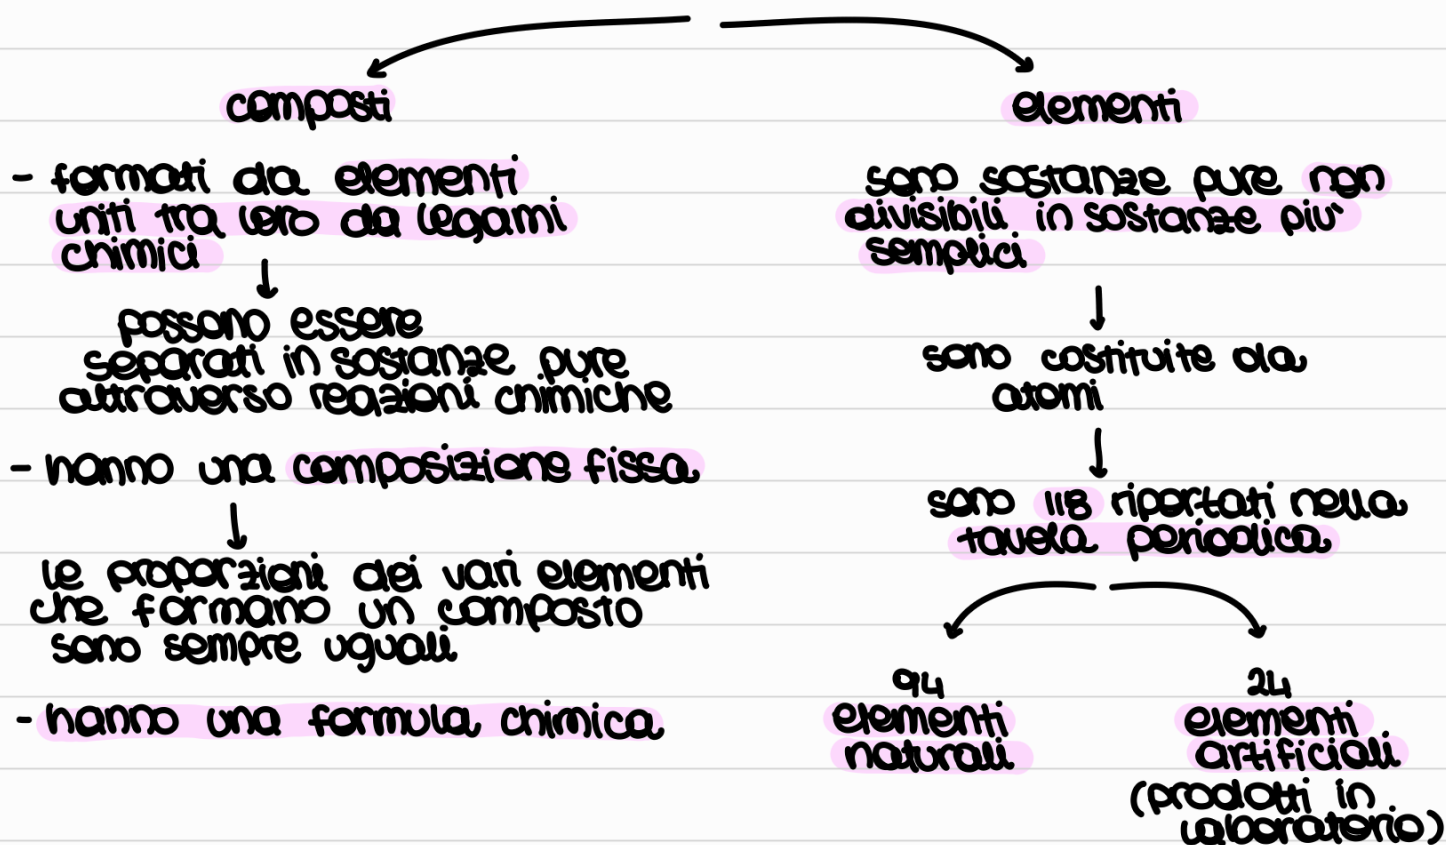 composti
- formati da elementi
uniti tra loro da legami
chimici
possono essere
separati in sostanze pure
attraverso reazioni chimiche
- hanno una composizione fissa
le proporzioni dei vari elementi
che formano un composto
sono sempre uguali
- hanno una formula chimica
elementi
sono sostanze pure non
divisibili in sostanze più
semplici
sono costituite da
atomi
sono 118 riportati nella
tavola periodica
94
elementi
naturali
24
elementi
artificiali
(prodotti in
laboratorio)